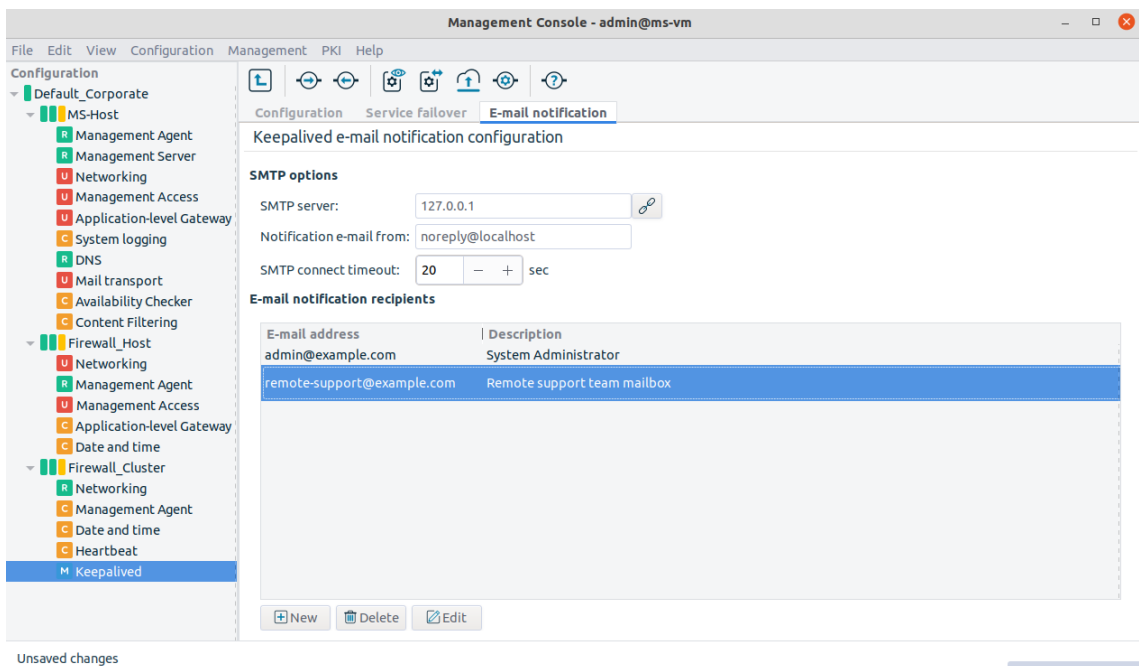 Management Console - admin@ms-vm
File Edit View Configuration Management PKI Help
Configuration
Default_Corporate
MS-Host
R Management Agent
R Management Server
U Networking
U Management Access
U Application-level Gateway
C System logging
R DNS
U Mail transport
C Availability Checker
C Content Filtering
Firewall_Host
U Networking
R Management Agent
U Management Access
C Application-level Gateway
C Date and time
Firewall_Cluster
R Networking
C Management Agent
C Date and time
C Heartbeat
M Keepalived
Configuration Service failover E-mail notification
Keepalived e-mail notification configuration
SMTP options
SMTP server: 127.0.0.1
Notification e-mail from: noreply@localhost
SMTP connect timeout: 20 − + sec
E-mail notification recipients
E-mail address Description
admin@example.com System Administrator
remote-support@example.com Remote support team mailbox
New Delete Edit
Unsaved changes